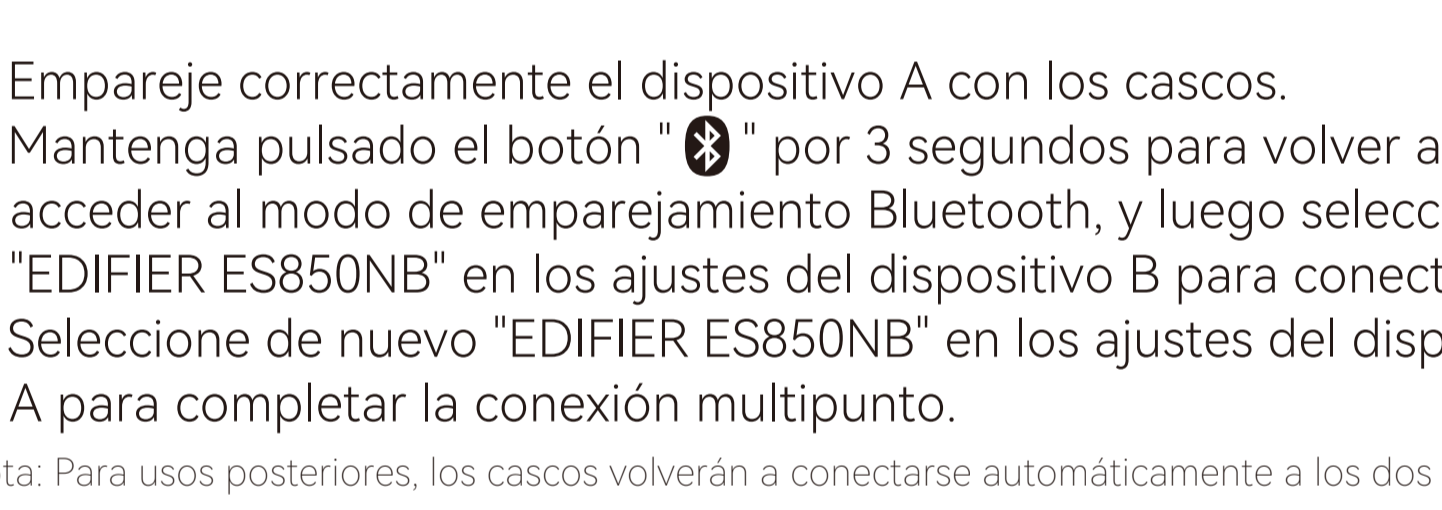 Empareje correctamente el dispositivo A con los cascos.
Mantenga pulsado el botón " " por 3 segundos para volver a
acceder al modo de emparejamiento Bluetooth, y luego selecc
"EDIFIER ES850NB" en los ajustes del dispositivo B para conect
Seleccione de nuevo "EDIFIER ES850NB" en los ajustes del disp
A para completar la conexión multipunto.
ta: Para usos posteriores, los cascos volverán a conectarse automáticamente a los dos